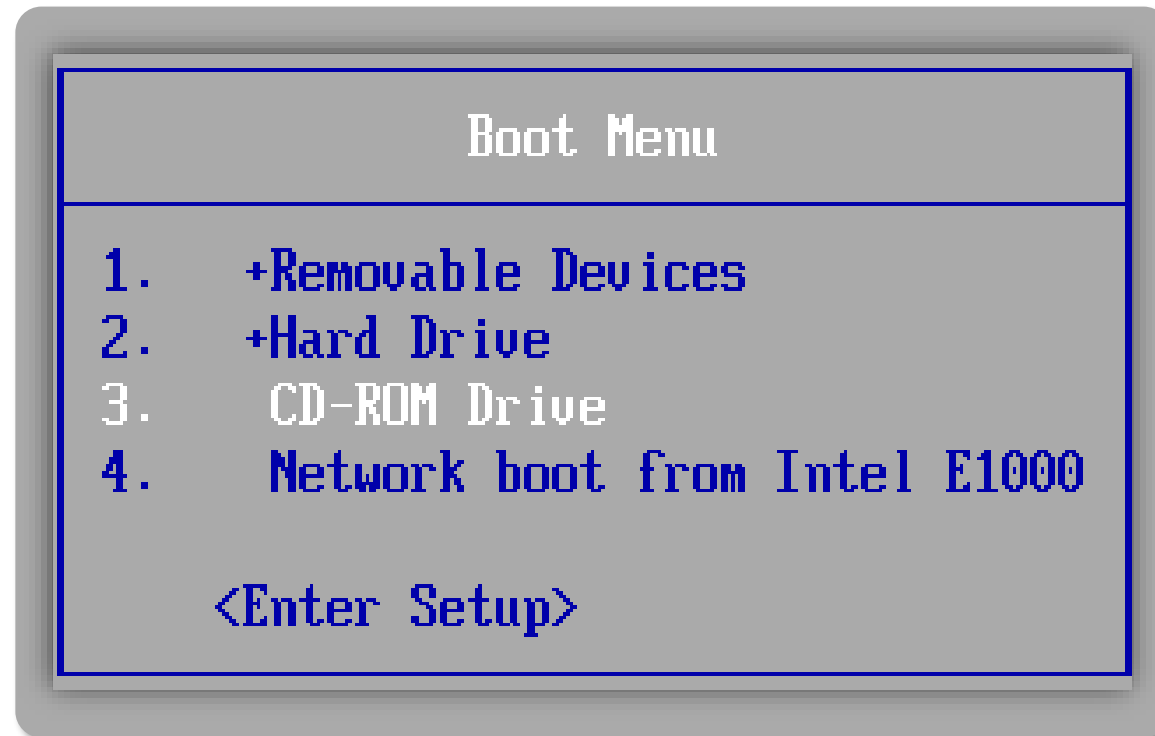 Boot Menu
1. +Removable Devices
2. +Hard Drive
3. CD-ROM Drive
4. Network boot from Intel E1000
<Enter Setup>